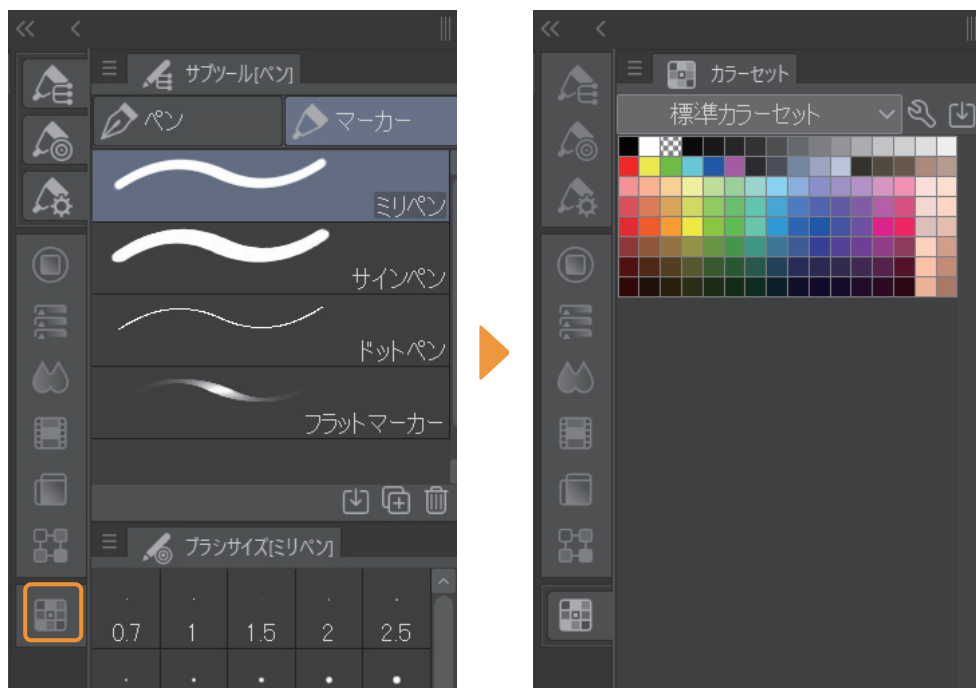 サブツール[ペン]
ペン
マーカー
ミリペン
サインペン
ドットペン
フラットマーカー
ブラシサイズ[ミリペン]
0.7 1 1.5 2 2.5
カラーセット
標準カラーセット